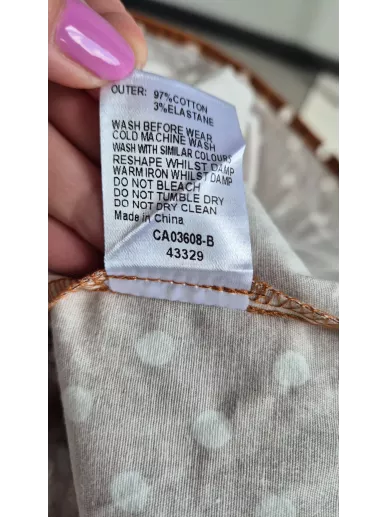 OUTER: 97%COTTON
3%ELASTANE
WASH BEFORE WEAR
COLD MACHINE WASH
WASH WITH SIMILAR COLOURS
RESHAPE WHILST DAMP
WARM IRON WHILST DAMP
DO NOT BLEACH
DO NOT TUMBLE DRY
DO NOT DRY CLEAN
Made in China
CA03608-B
43329